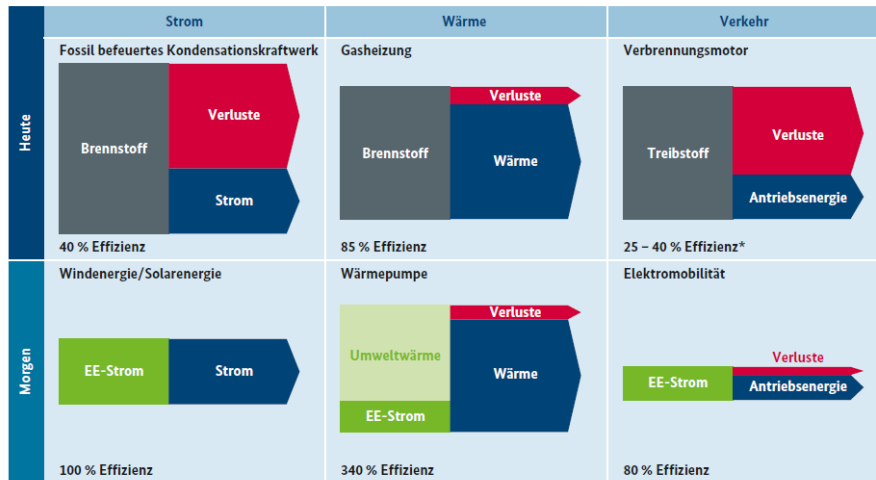 Strom
Wärme
Verkehr
Heute
Fossil befeuertes Kondensationskraftwerk
Brennstoff
Verluste
Strom
40 % Effizienz
Gasheizung
Brennstoff
Verluste
Wärme
85 % Effizienz
Verbrennungsmotor
Treibstoff
Verluste
Antriebsenergie
25 – 40 % Effizienz*
Morgen
Windenergie/Solarenergie
EE-Strom
Strom
100 % Effizienz
Wärmepumpe
Umweltwärme
EE-Strom
Verluste
Wärme
340 % Effizienz
Elektromobilität
EE-Strom
Verluste
Antriebsenergie
80 % Effizienz